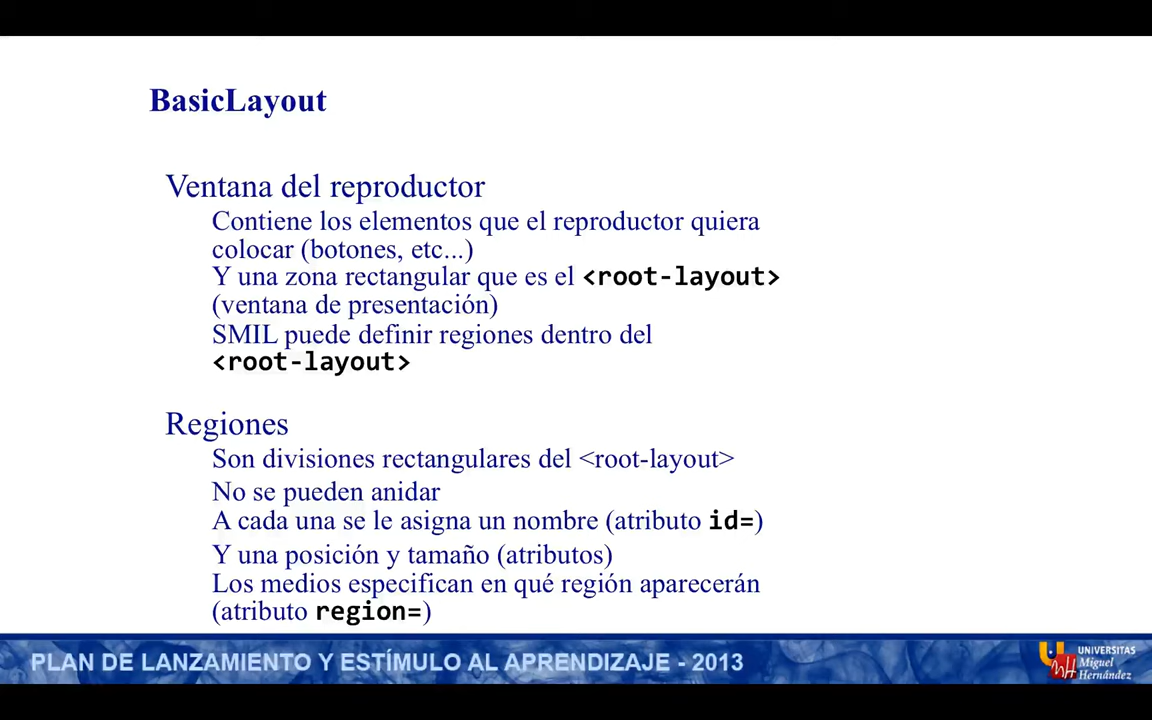 BasicLayout
Ventana del reproductor
Contiene los elementos que el reproductor quiera
colocar (botones, etc...)
Y una zona rectangular que es el <root-layout>
(ventana de presentación)
SMIL puede definir regiones dentro del
<root-layout>
Regiones
Son divisiones rectangulares del <root-layout>
No se pueden anidar
A cada una se le asigna un nombre (atributo id=)
Y una posición y tamaño (atributos)
Los medios especifican en qué región aparecerán
(atributo region=)
PLAN DE LANZAMIENTO Y ESTÍMULO AL APRENDIZAJE - 2013
UNIVERSITAS
Miguel
Hernández